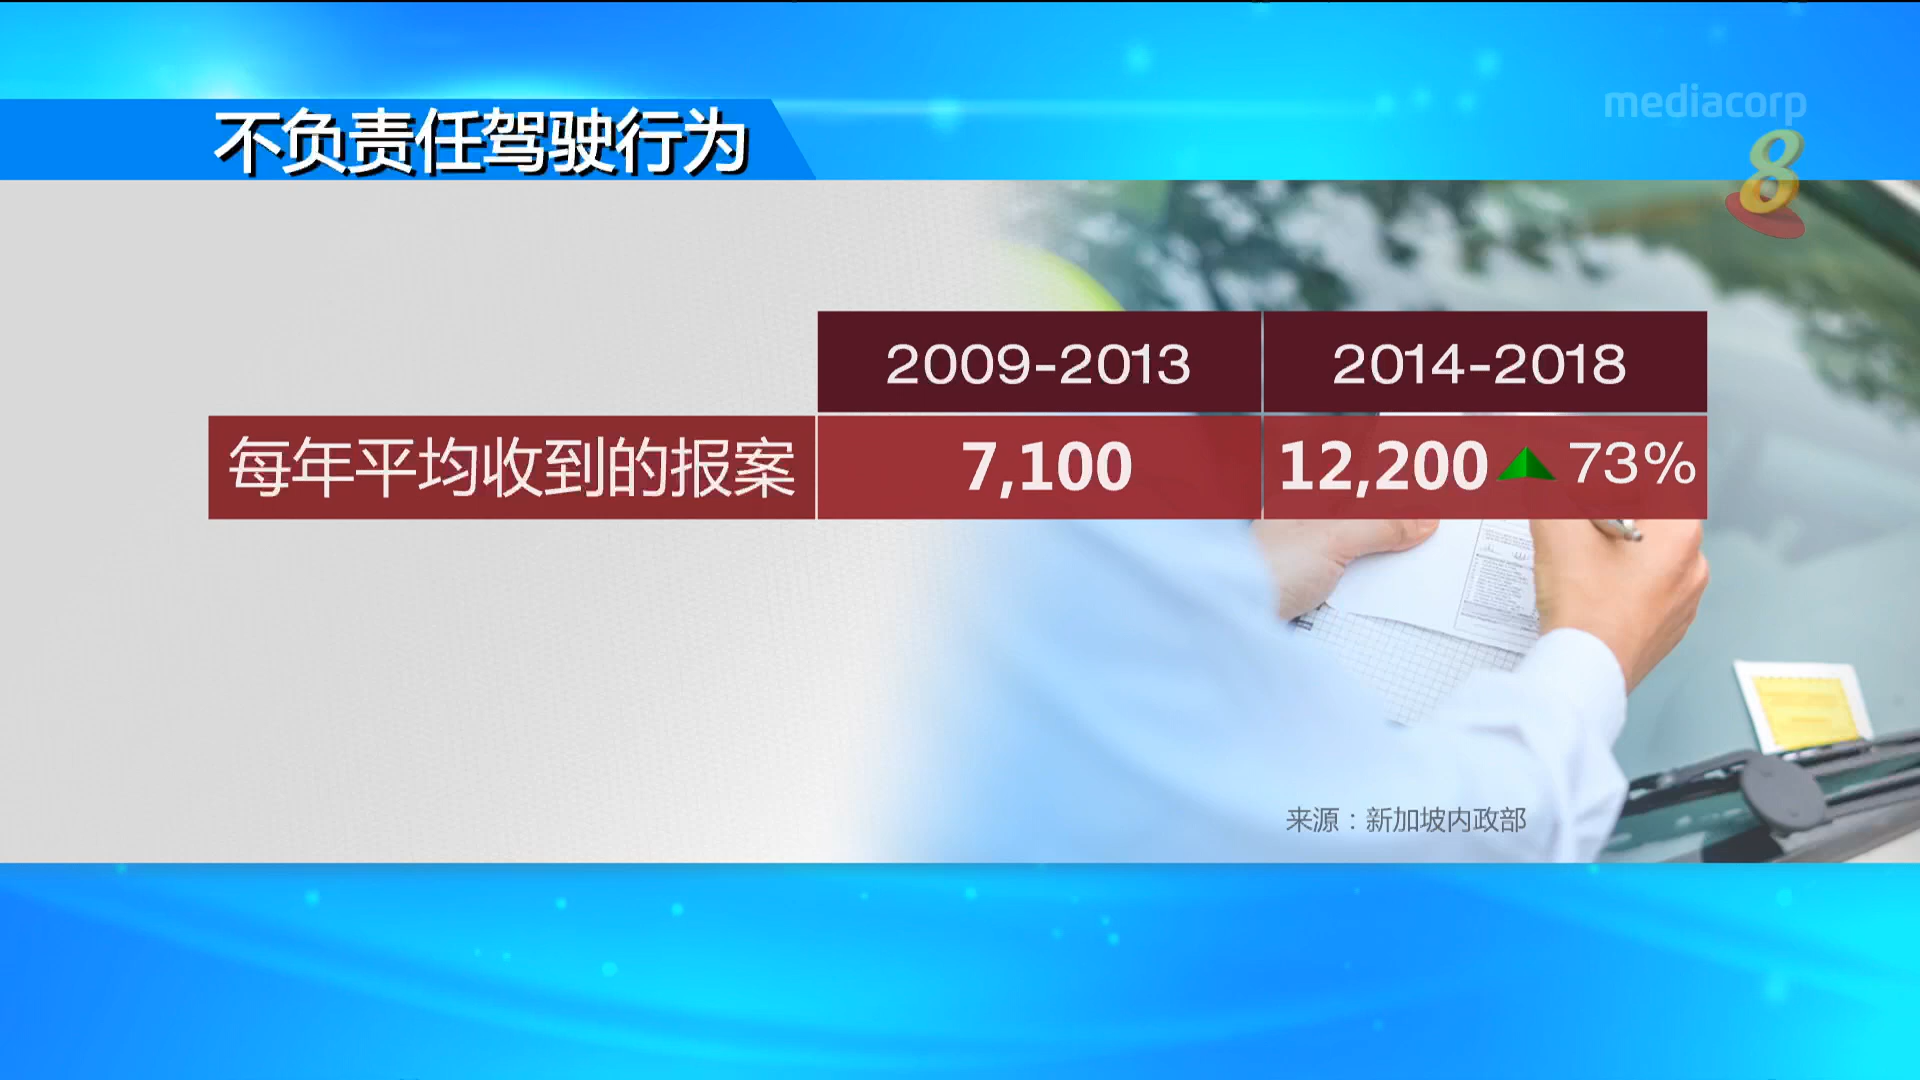 不负责任驾驶行为
mediacorp
8
2009-2013 2014-2018
每年平均收到的报案 7,100 12,200 73%
来源：新加坡内政部